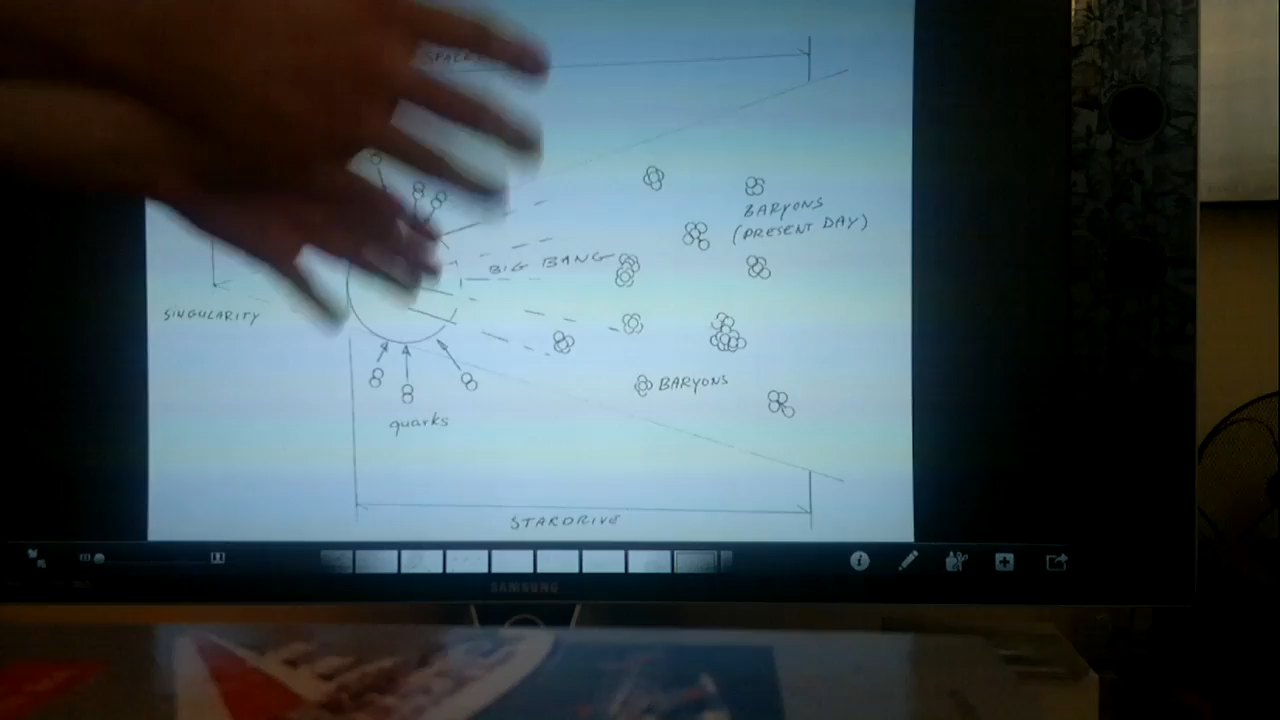 BIG BANG
BARYONS
(PRESENT DAY)
SINGULARITY
BARYONS
quarks
STARDRIVE
SAMSUNG